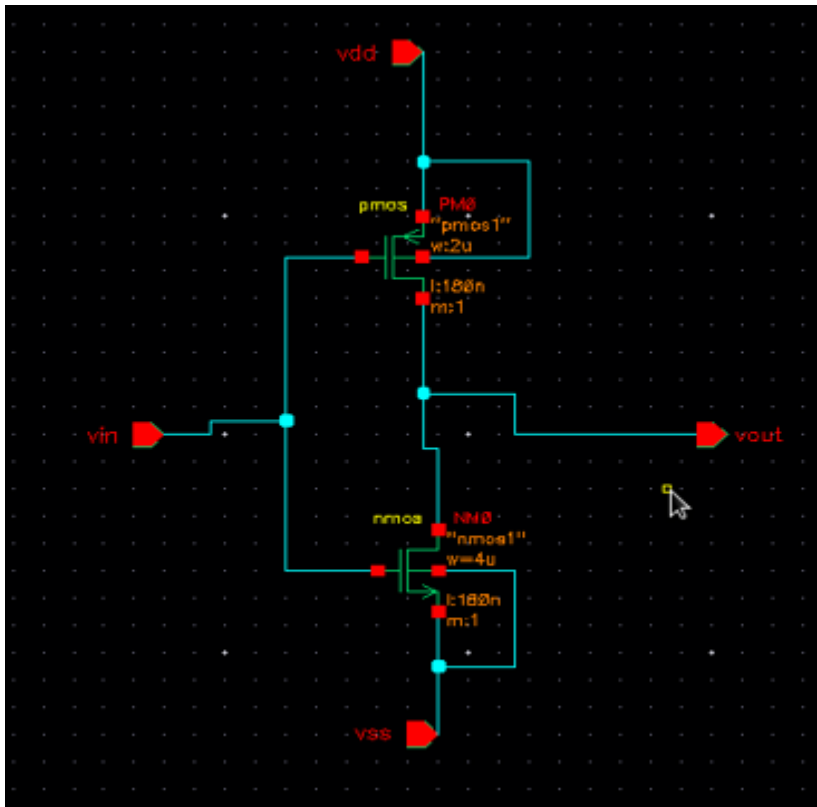 vdd
pmos PM0
"pmos1"
w:2u
l:180n
m:1
vin
vout
nmos NM0
"nmos1"
w=4u
l:180n
m:1
vss